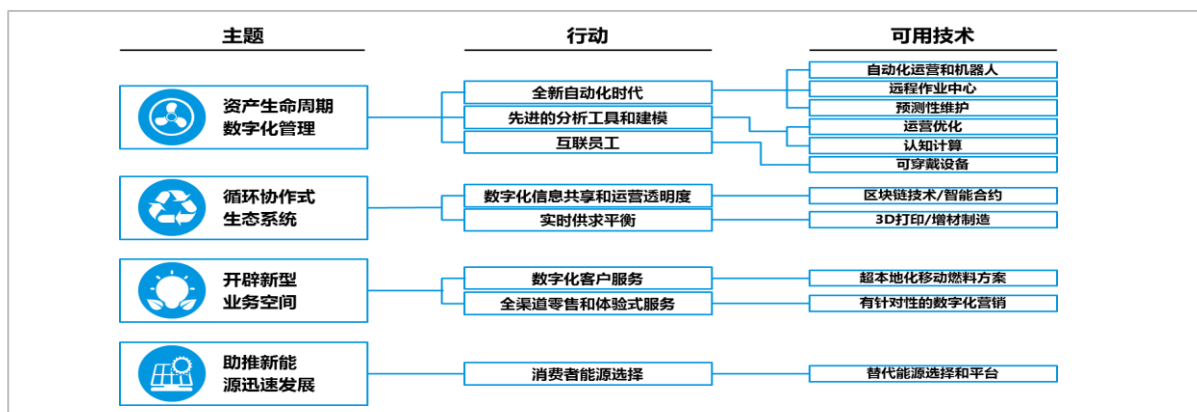 主题
行动
可用技术
资产生命周期
数字化管理
全新自动化时代
先进的分析工具和建模
互联员工
自动化运营和机器人
远程作业中心
预测性维护
运营优化
认知计算
可穿戴设备
循环协作式
生态系统
数字化信息共享和运营透明度
实时供求平衡
区块链技术/智能合约
3D打印/增材制造
开辟新型
业务空间
数字化客户服务
全渠道零售和体验式服务
超本地化移动燃料方案
有针对性的数字化营销
助推新能
源迅速发展
消费者能源选择
替代能源选择和平台